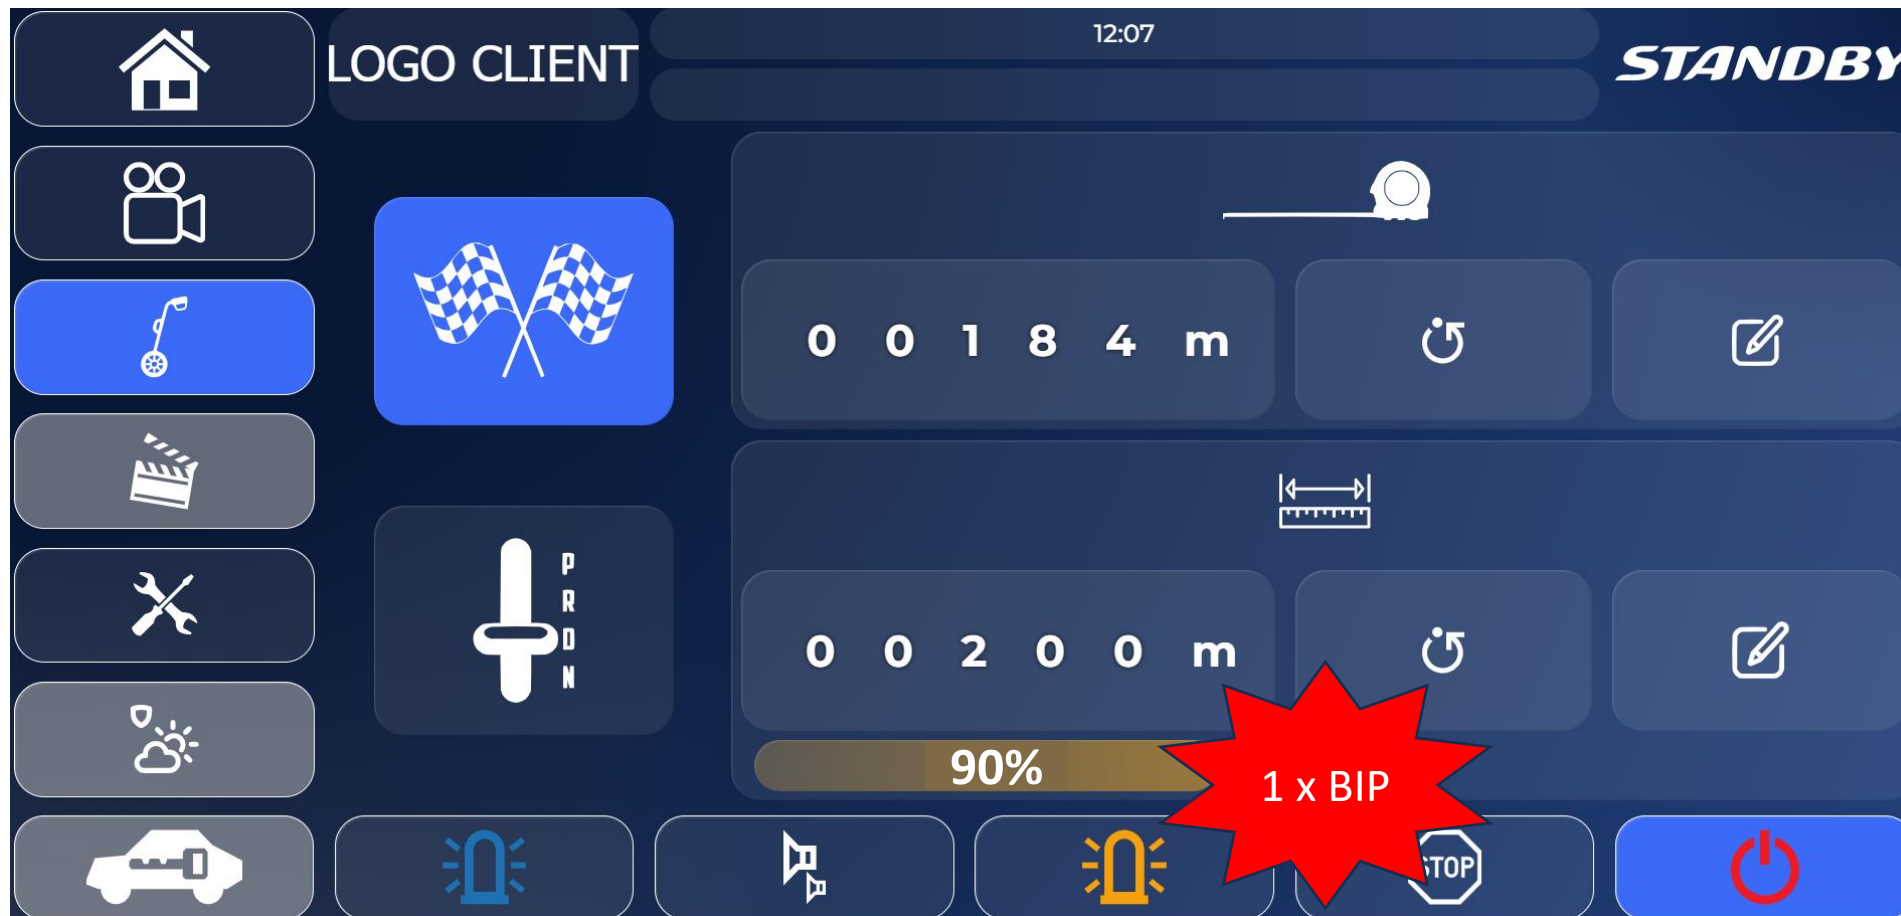 12:07
LOGO CLIENT
STANDBY
0 0 1 8 4 m
P
R
D
N
0 0 2 0 0 m
90%
1 x BIP
STOP